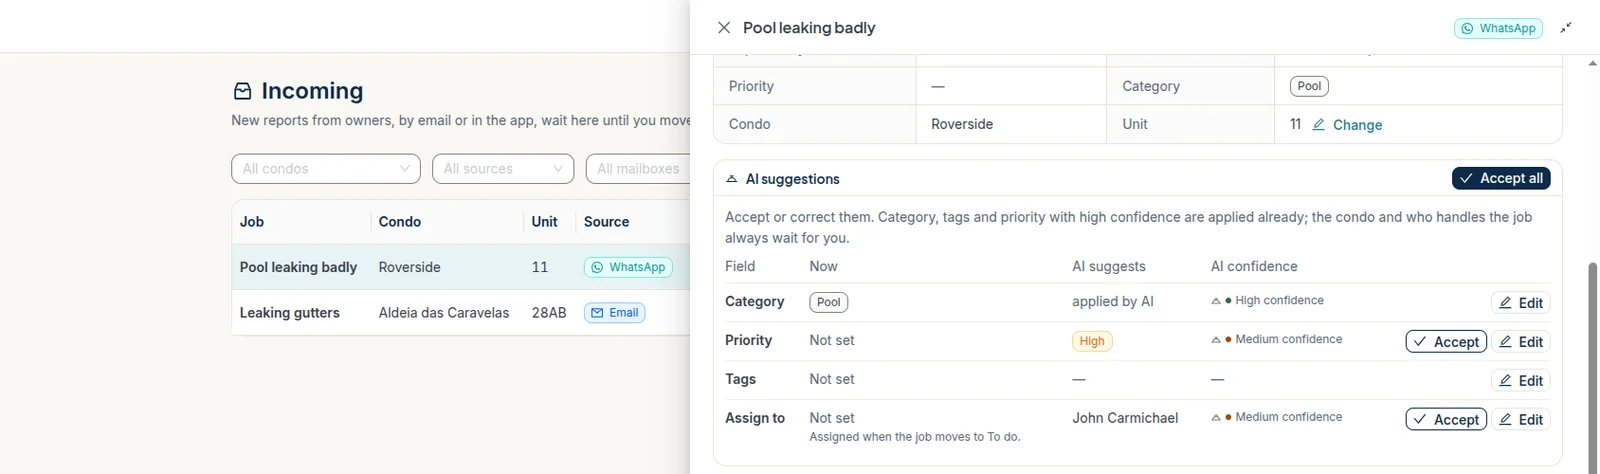 Pool leaking badly
WhatsApp
Incoming
New reports from owners, by email or in the app, wait here until you move
All condos
All sources
All mailboxes
Job Condo Unit Source
Pool leaking badly Roverside 11 WhatsApp
Leaking gutters Aldeia das Caravelas 28AB Email
Priority — Category Pool
Condo Roverside Unit 11 Change
AI suggestions
Accept all
Accept or correct them. Category, tags and priority with high confidence are applied already; the condo and who handles the job
always wait for you.
Field Now AI suggests AI confidence
Category Pool applied by AI High confidence Edit
Priority Not set High Medium confidence Accept Edit
Tags Not set — — Edit
Assign to Not set John Carmichael Medium confidence Accept Edit
Assigned when the job moves to To do.